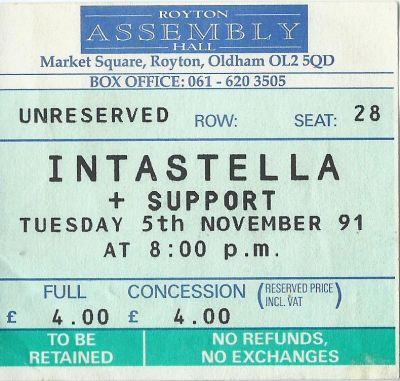 ROYTON
ASSEMBLY
HALL
Market Square, Royton, Oldham OL2 5QD
BOX OFFICE: 061 - 620 3505
UNRESERVED ROW: SEAT: 28
INTASTELLA
+ SUPPORT
TUESDAY 5th NOVEMBER 91
AT 8:00 p.m.
FULL CONCESSION (RESERVED PRICE INCL. VAT)
£ 4.00 £ 4.00
TO BE RETAINED
NO REFUNDS, NO EXCHANGES